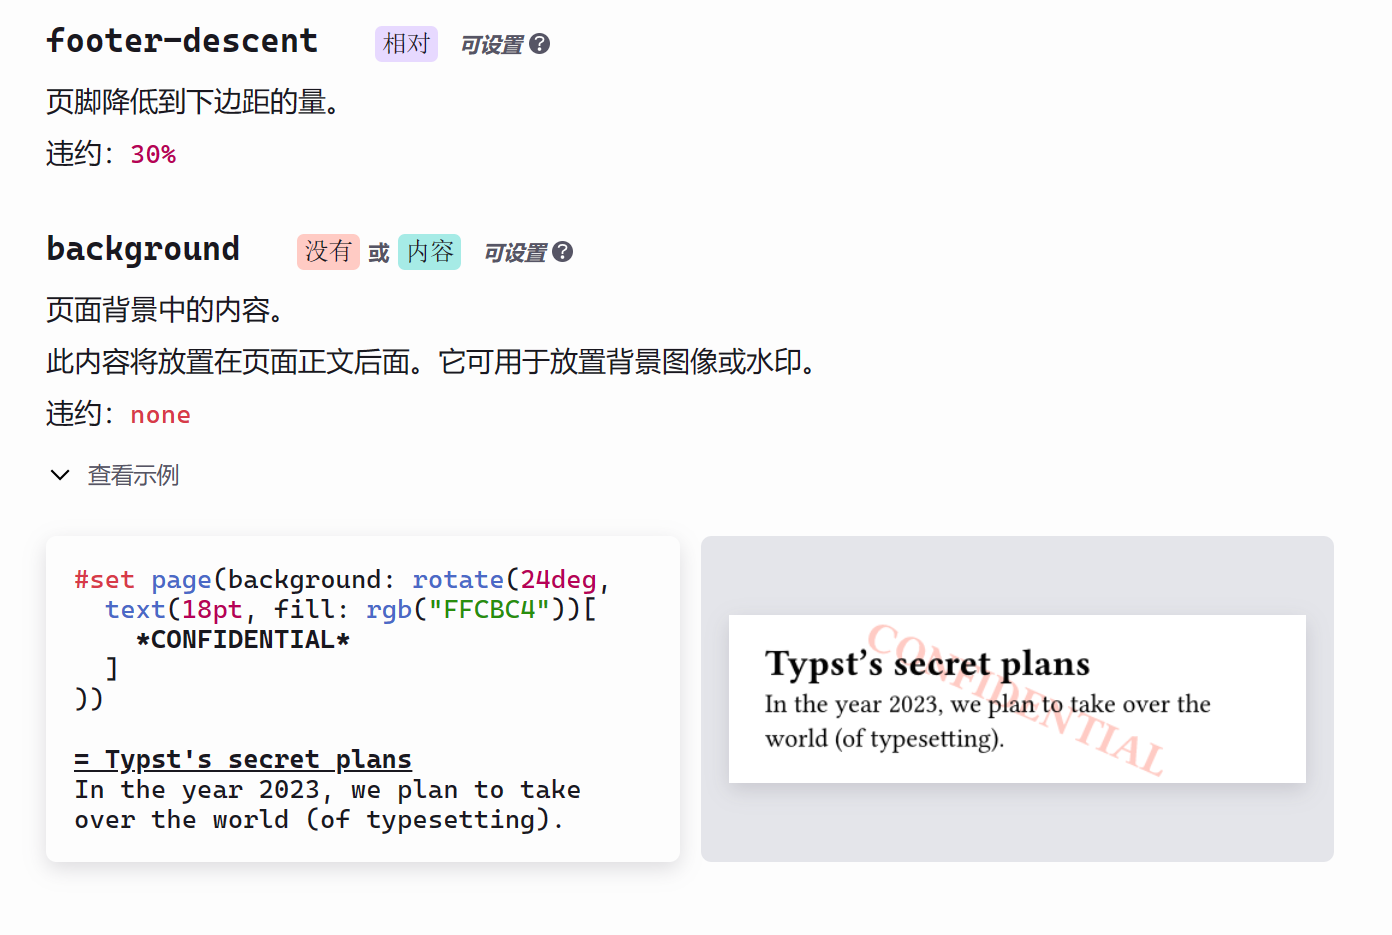 footer-descent 相对 可设置 ?
页脚降低到下边距的量。
违约：30%
background 没有 或 内容 可设置 ?
页面背景中的内容。
此内容将放置在页面正文后面。它可用于放置背景图像或水印。
违约：none
查看示例
#set page(background: rotate(24deg,
text(18pt, fill: rgb("FFCBC4"))[
*CONFIDENTIAL*
]
))
= Typst's secret plans
In the year 2023, we plan to take
over the world (of typesetting).
CONFIDENTIAL
Typst’s secret plans
In the year 2023, we plan to take over the
world (of typesetting).